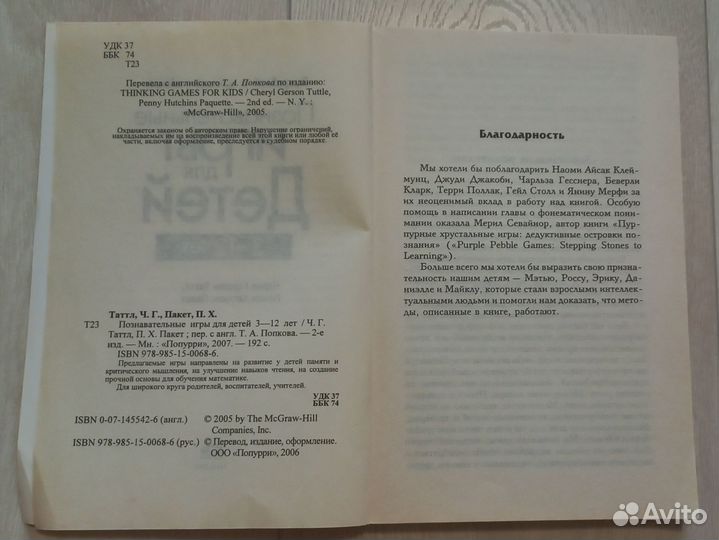 УДК 37
ББК 74
Т23
Перевела с английского Т. А. Попкова по изданию:
THINKING GAMES FOR KIDS / Cheryl Gerson Tuttle,
Penny Hutchins Paquette. — 2nd ed. — N. Y. :
«McGraw-Hill», 2005.
Охраняется законом об авторском праве. Нарушение ограничений,
накладываемых им на воспроизведение всей этой книги или любой её
части, включая оформление, преследуется в судебном порядке.
игры
для
Детей
Таттл, Ч. Г., Пакет, П. Х.
Т23 Познавательные игры для детей 3—12 лет / Ч. Г.
Таттл, П. Х. Пакет ; пер. с англ. Т. А. Попкова. — 2-е
изд. — Мн. : «Попурри», 2007. — 192 с.
ISBN 978-985-15-0068-6.
Предлагаемые игры направлены на развитие у детей памяти и
критического мышления, на улучшение навыков чтения, на создание
прочной основы для обучения математике.
Для широкого круга родителей, воспитателей, учителей.
УДК 37
ББК 74
ISBN 0-07-145542-6 (англ.) © 2005 by The McGraw-Hill
Companies, Inc.
ISBN 978-985-15-0068-6 (рус.) © Перевод, издание, оформление.
ООО «Попурри», 2006
Благодарность
Мы хотели бы поблагодарить Наоми Айсак Клей-
мунц, Джуди Джакоби, Чарльза Гессиера, Беверли
Кларк, Терри Поллак, Гейл Столл и Янину Мерфи за
их неоценимый вклад в работу над книгой. Особую
помощь в написании главы о фонематическом пони-
мании оказала Мерил Севайнор, автор книги «Пур-
пурные хрустальные игры: дедуктивные островки по-
знания» («Purple Pebble Games: Stepping Stones to
Learning»).
Больше всего мы хотели бы выразить свою призна-
тельность нашим детям — Мэтью, Россу, Эрику, Да-
ниэлле и Майклу, которые стали взрослыми интеллект-
уальными людьми и помогли нам доказать, что мето-
ды, описанные в книге, работают.
Avito